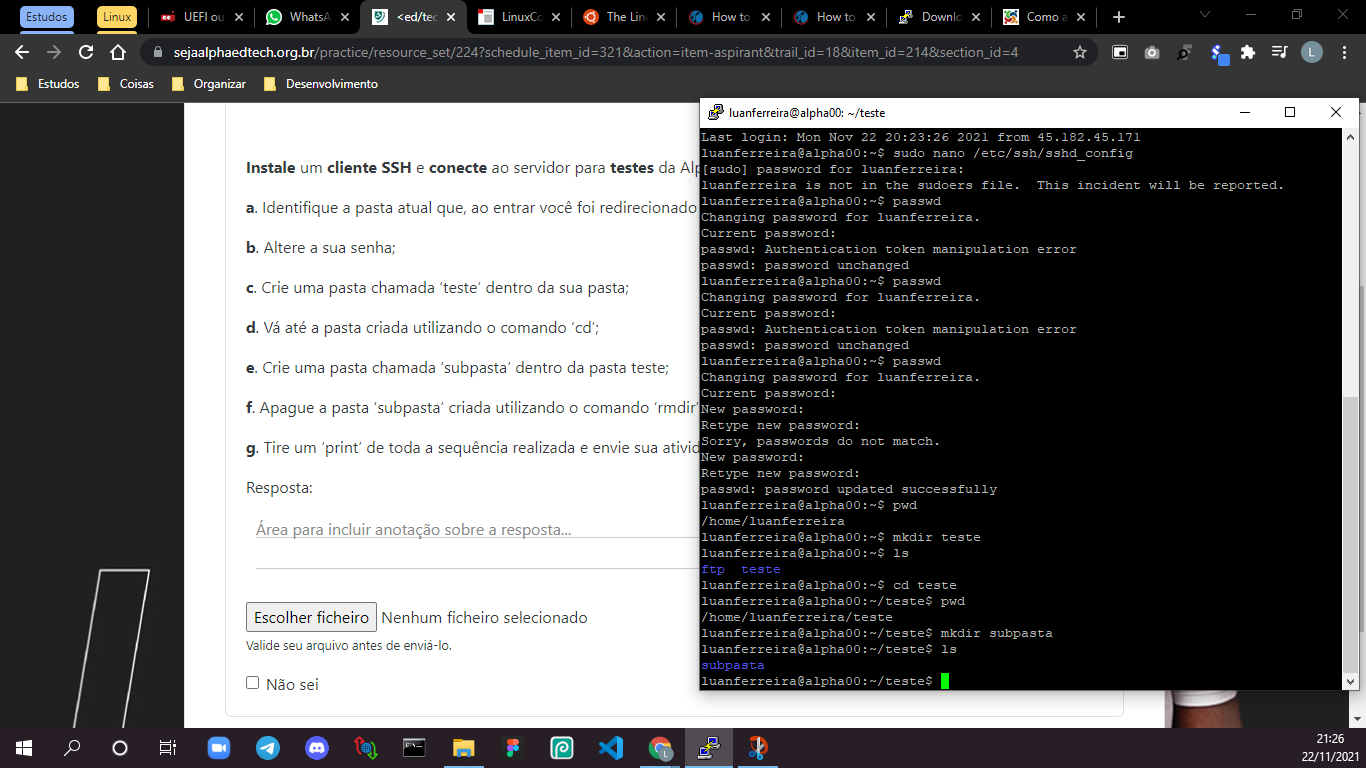 Estudos
Linux
UEFI ou
WhatsA
<ed/tec
LinuxCo
The Lin
How to
How to
Downlo
Como a
sejaalphaedtech.org.br/practice/resource_set/224?schedule_item_id=321&action=item-aspirant&trail_id=18&item_id=214&section_id=4
L
Estudos
Coisas
Organizar
Desenvolvimento
Instale um cliente SSH e conecte ao servidor para testes da Alp
a. Identifique a pasta atual que, ao entrar você foi redirecionado
b. Altere a sua senha;
c. Crie uma pasta chamada ‘teste’ dentro da sua pasta;
d. Vá até a pasta criada utilizando o comando ‘cd’;
e. Crie uma pasta chamada ‘subpasta’ dentro da pasta teste;
f. Apague a pasta ‘subpasta’ criada utilizando o comando ‘rmdir’
g. Tire um ‘print’ de toda a sequência realizada e envie sua ativid
Resposta:
Área para incluir anotação sobre a resposta...
Escolher ficheiro Nenhum ficheiro selecionado
Valide seu arquivo antes de enviá-lo.
Não sei
luanferreira@alpha00: ~/teste
Last login: Mon Nov 22 20:23:26 2021 from 45.182.45.171
luanferreira@alpha00:~$ sudo nano /etc/ssh/sshd_config
[sudo] password for luanferreira:
luanferreira is not in the sudoers file.  This incident will be reported.
luanferreira@alpha00:~$ passwd
Changing password for luanferreira.
Current password:
passwd: Authentication token manipulation error
passwd: password unchanged
luanferreira@alpha00:~$ passwd
Changing password for luanferreira.
Current password:
passwd: Authentication token manipulation error
passwd: password unchanged
luanferreira@alpha00:~$ passwd
Changing password for luanferreira.
Current password:
New password:
Retype new password:
Sorry, passwords do not match.
New password:
Retype new password:
passwd: password updated successfully
luanferreira@alpha00:~$ pwd
/home/luanferreira
luanferreira@alpha00:~$ mkdir teste
luanferreira@alpha00:~$ ls
ftp  teste
luanferreira@alpha00:~$ cd teste
luanferreira@alpha00:~/teste$ pwd
/home/luanferreira/teste
luanferreira@alpha00:~/teste$ mkdir subpasta
luanferreira@alpha00:~/teste$ ls
subpasta
luanferreira@alpha00:~/teste$
21:26
22/11/2021